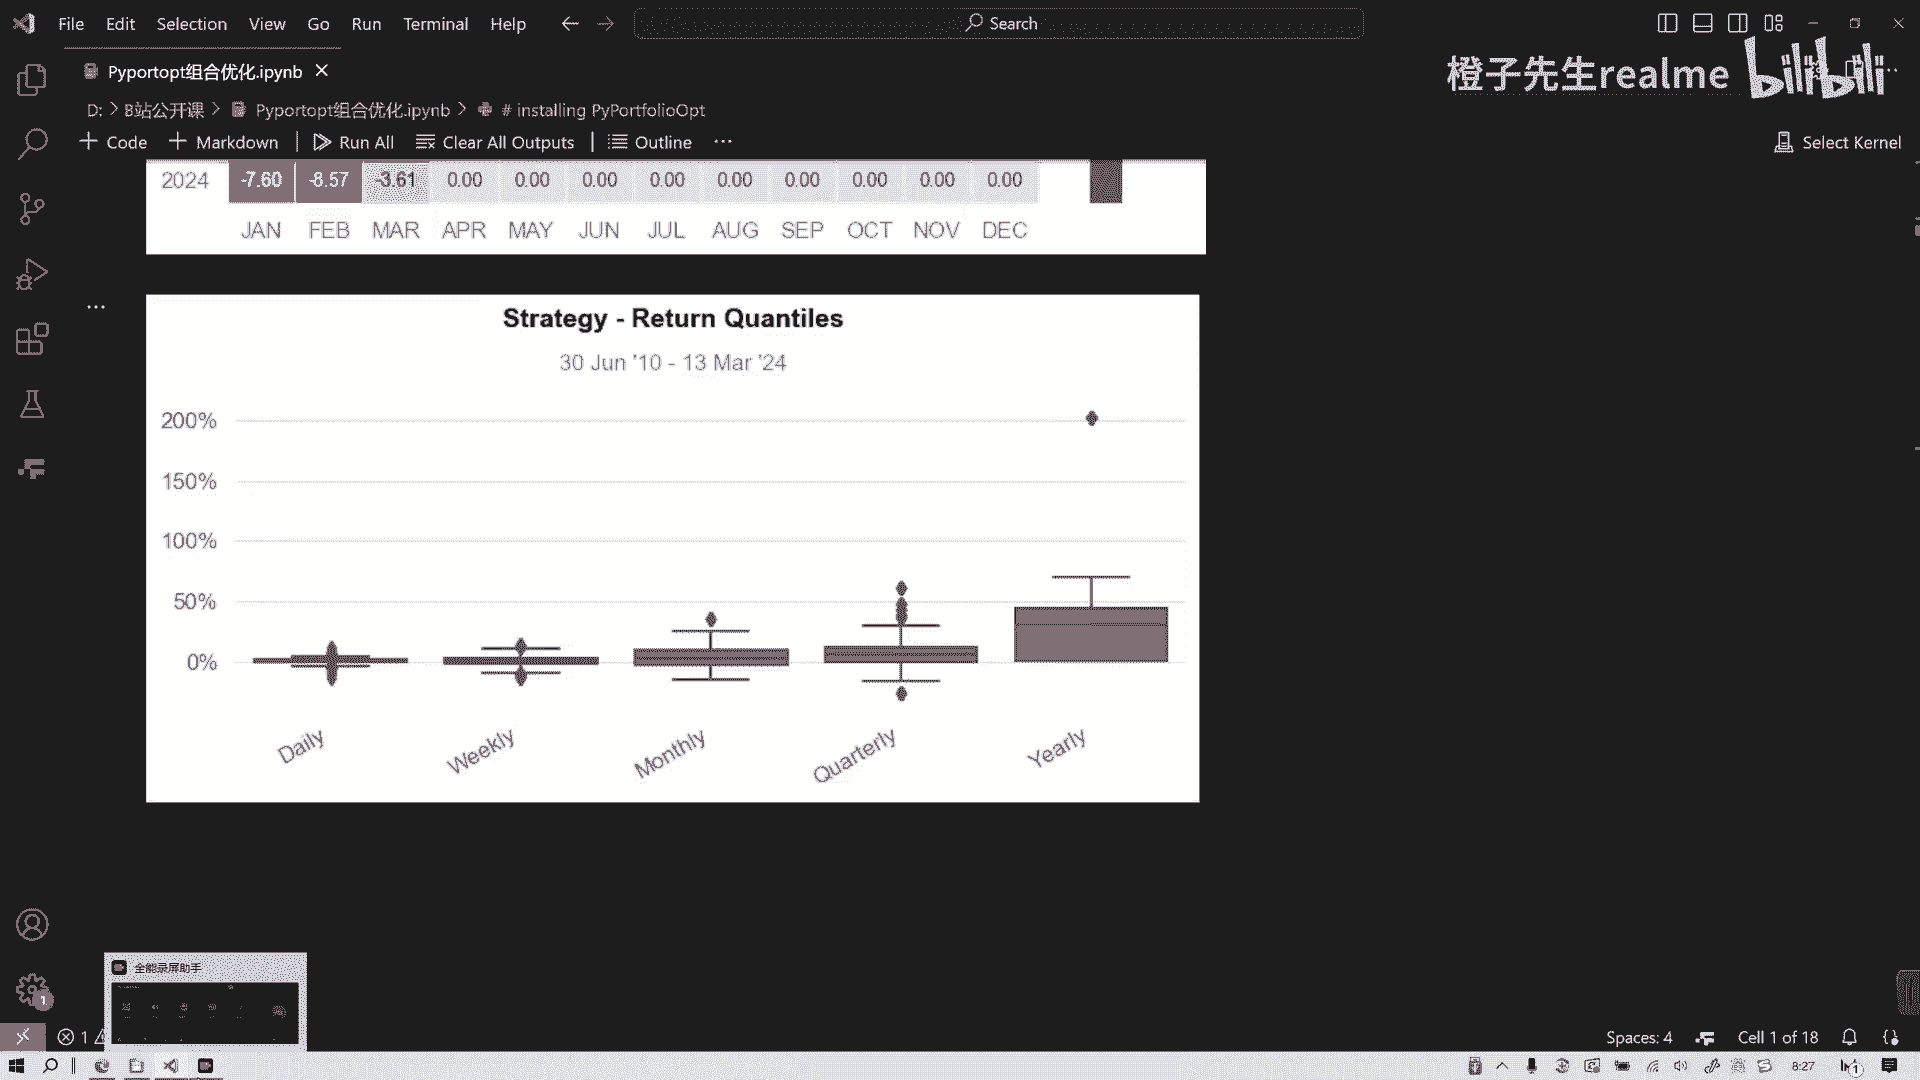 File Edit Selection View Go Run Terminal Help
Search
Pyportopt组合优化.ipynb
橙子先生realme bilibili
D: > B站公开课 > Pyportopt组合优化.ipynb > # installing PyPortfolioOpt
+ Code + Markdown Run All Clear All Outputs Outline ...
Select Kernel
2024 -7.60 -8.57 -3.61 0.00 0.00 0.00 0.00 0.00 0.00 0.00 0.00 0.00
JAN FEB MAR APR MAY JUN JUL AUG SEP OCT NOV DEC
Strategy - Return Quantiles
30 Jun '10 - 13 Mar '24
200%
150%
100%
50%
0%
Daily Weekly Monthly Quarterly Yearly
全能录屏助手
1
1
Spaces: 4
Cell 1 of 18
8:27
1